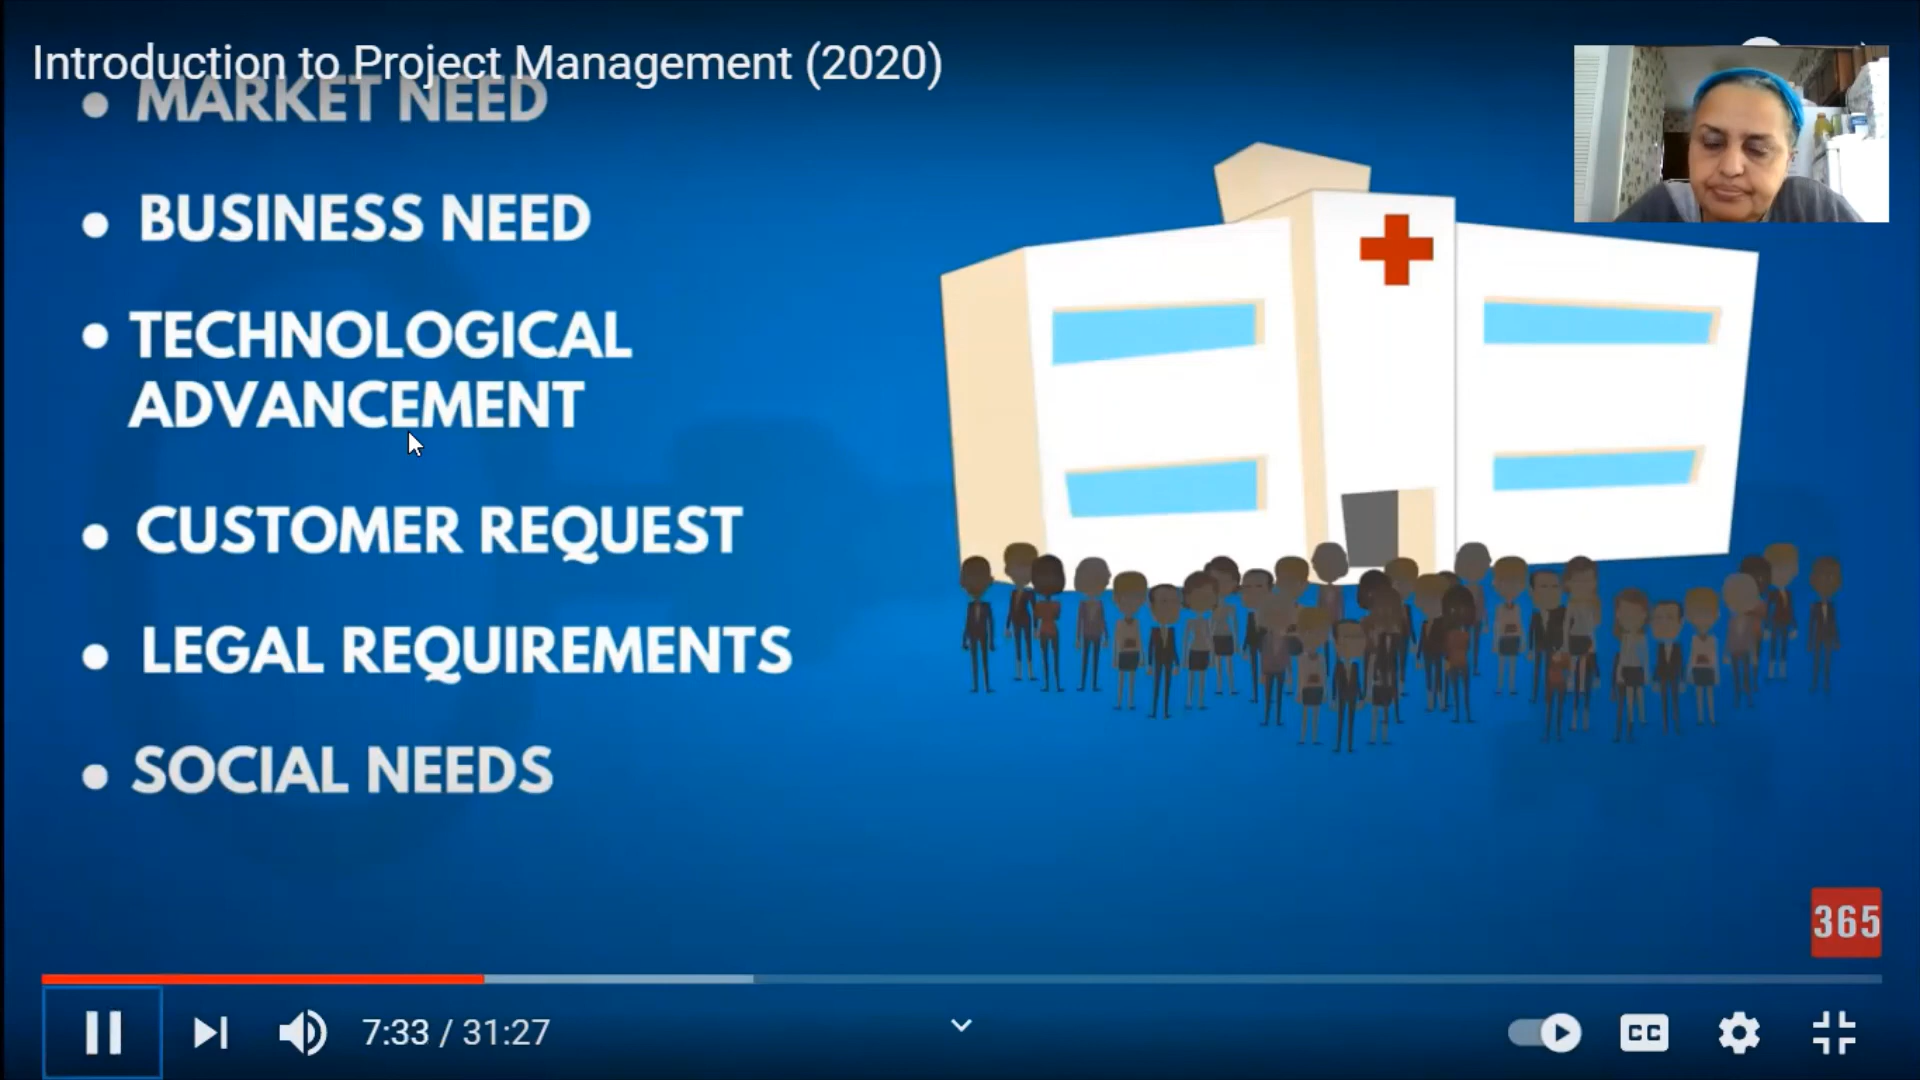 Introduction to Project Management (2020)
• MARKET NEED
• BUSINESS NEED
• TECHNOLOGICAL
ADVANCEMENT
• CUSTOMER REQUEST
• LEGAL REQUIREMENTS
• SOCIAL NEEDS
365
7:33 / 31:27
CC